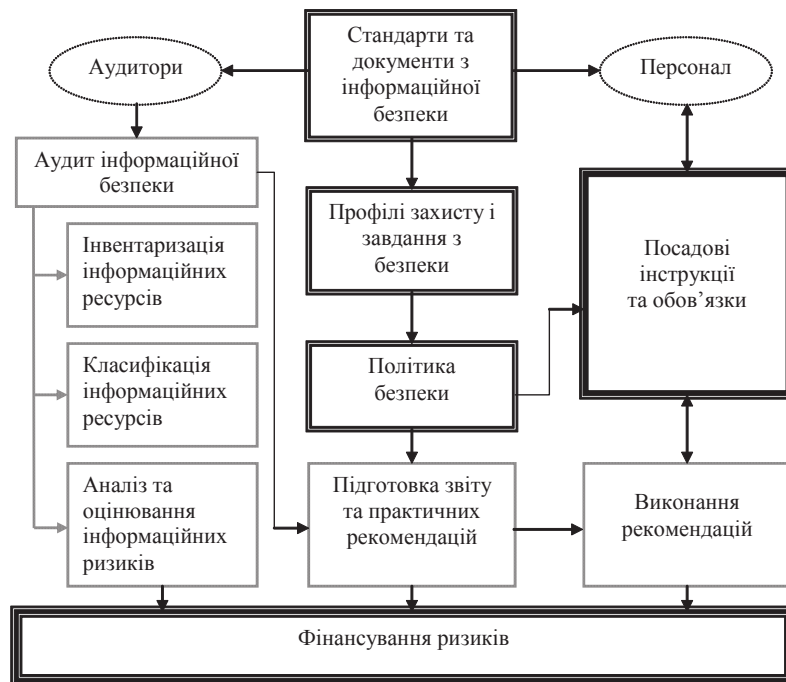 Аудитори
Стандарти та
документи з
інформаційної
безпеки
Персонал
Аудит інформаційної
безпеки
Профілі захисту і
завдання з
безпеки
Посадові
інструкції
та обов’язки
Інвентаризація
інформаційних
ресурсів
Класифікація
інформаційних
ресурсів
Політика
безпеки
Аналіз та
оцінювання
інформаційних
ризиків
Підготовка звіту
та практичних
рекомендацій
Виконання
рекомендацій
Фінансування ризиків